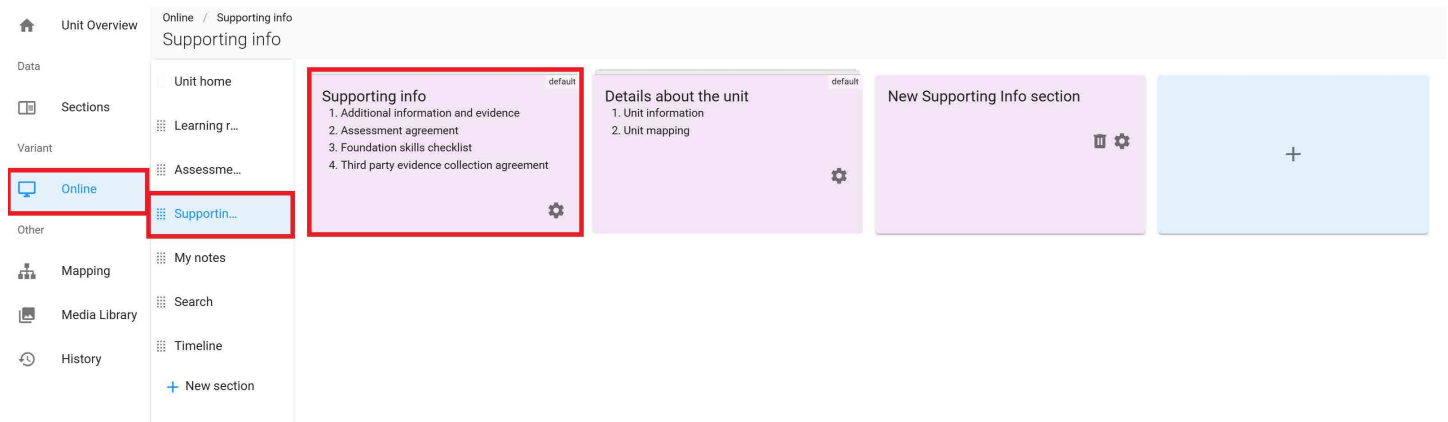 Unit Overview
Data
Sections
Variant
Online
Other
Mapping
Media Library
History
Online / Supporting info
Supporting info
Unit home
Learning r...
Assessme...
Supportin...
My notes
Search
Timeline
+ New section
default
Supporting info
1. Additional information and evidence
2. Assessment agreement
3. Foundation skills checklist
4. Third party evidence collection agreement
default
Details about the unit
1. Unit information
2. Unit mapping
New Supporting Info section
+